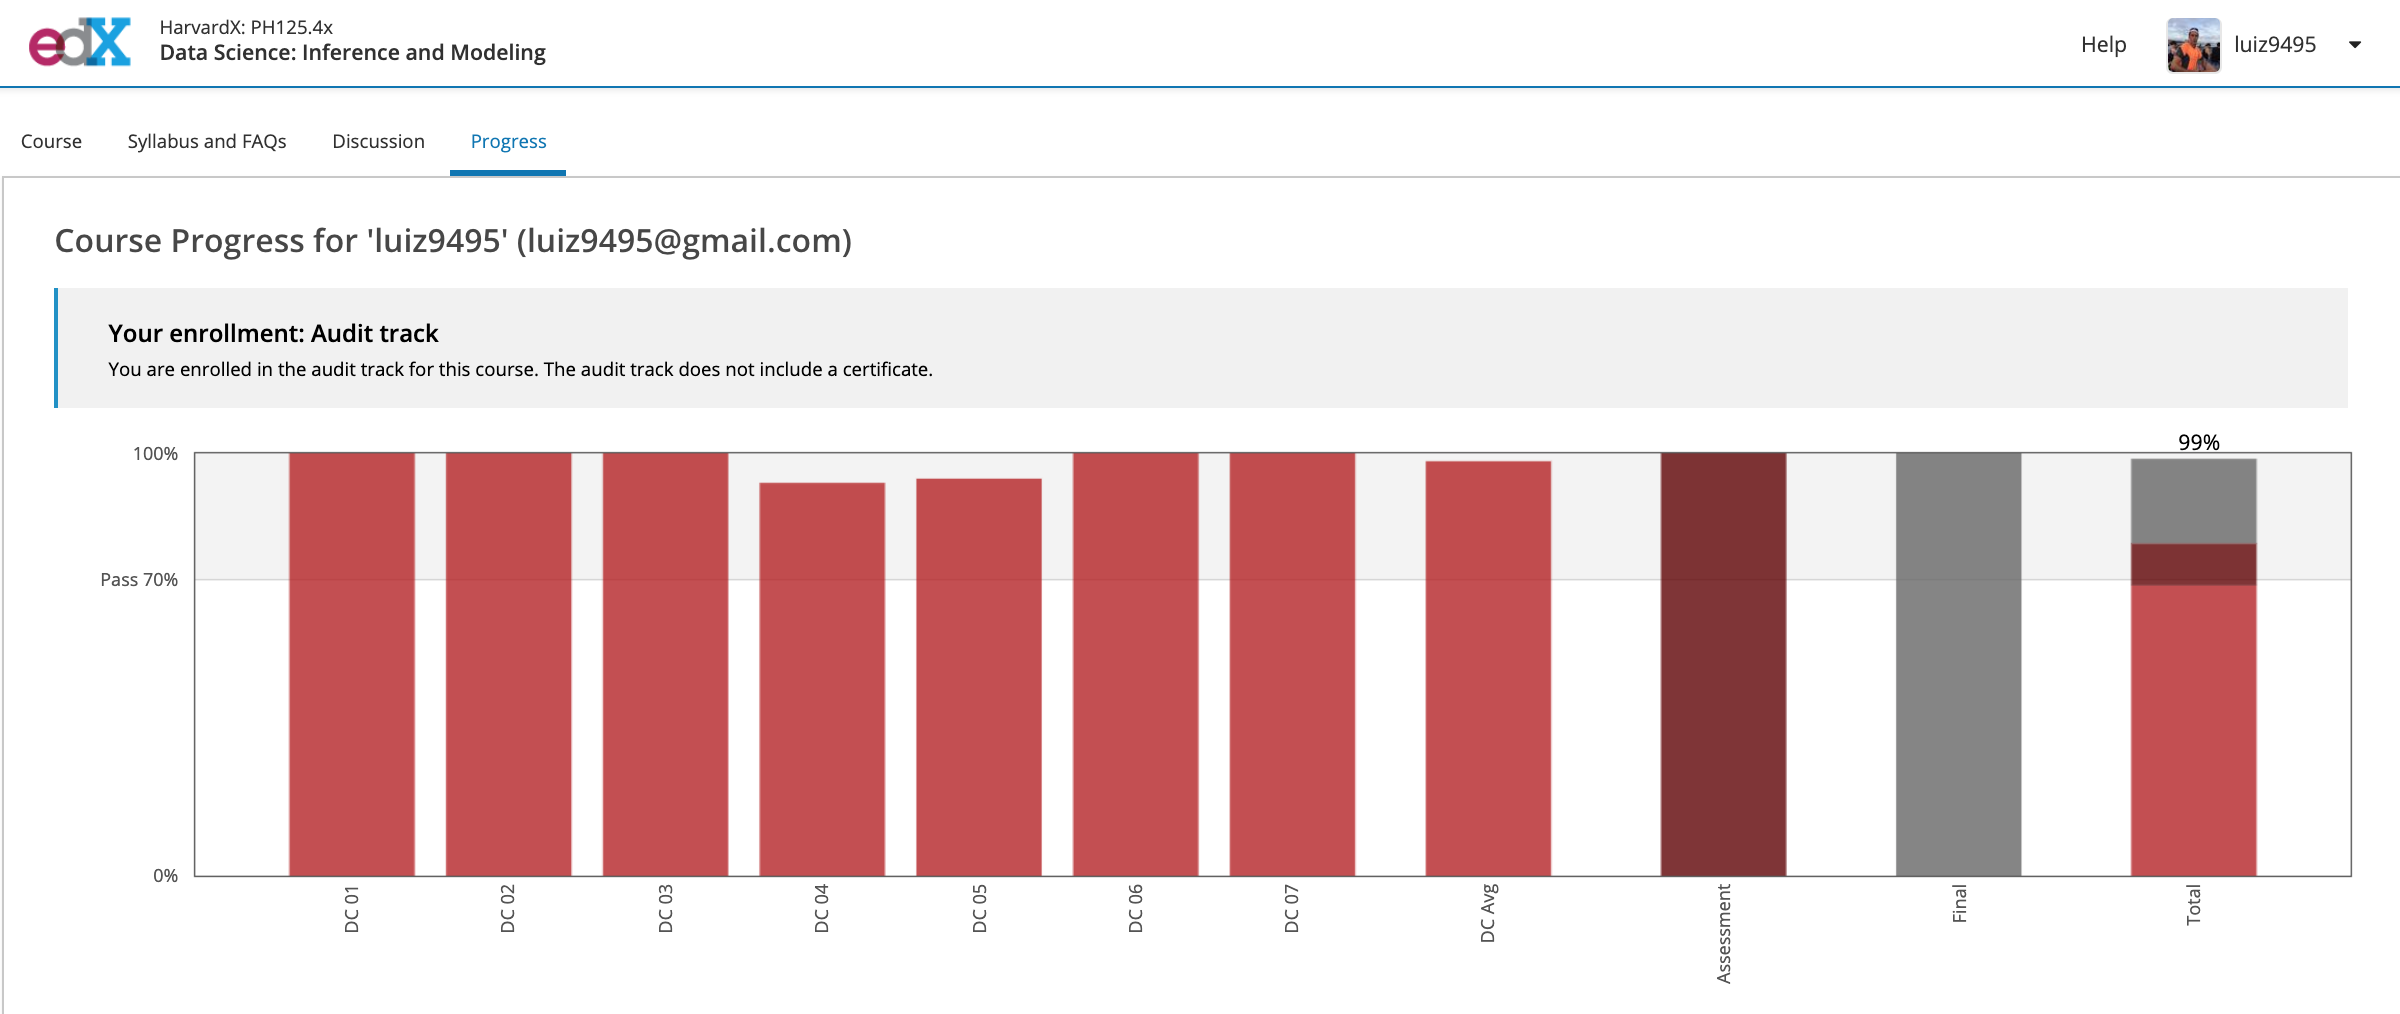 edX
HarvardX: PH125.4x
Data Science: Inference and Modeling
Help
luiz9495
Course
Syllabus and FAQs
Discussion
Progress
Course Progress for 'luiz9495' (luiz9495@gmail.com)
Your enrollment: Audit track
You are enrolled in the audit track for this course. The audit track does not include a certificate.
99%
100%
Pass 70%
0%
DC 01
DC 02
DC 03
DC 04
DC 05
DC 06
DC 07
DC Avg
Assessment
Final
Total